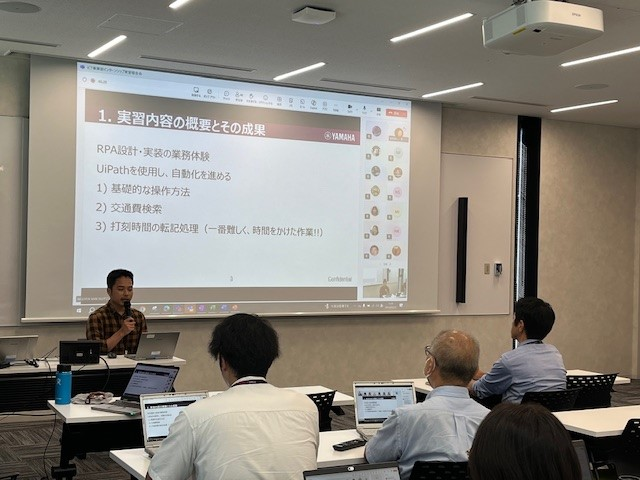 1. 実習内容の概要とその成果
YAMAHA
RPA設計・実装の業務体験
UiPathを使用し、自動化を進める
1) 基礎的な操作方法
2) 交通費検索
3) 打刻時間の転記処理（一番難しく、時間をかけた作業!!）
Confidential
EPSON